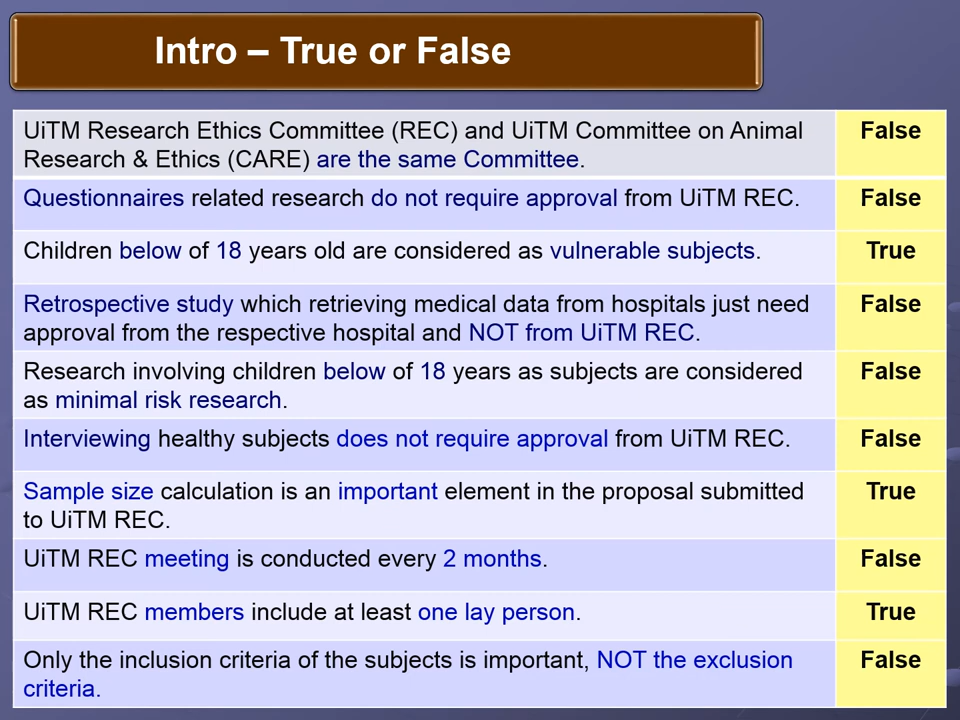 Intro – True or False
UiTM Research Ethics Committee (REC) and UiTM Committee on Animal
Research & Ethics (CARE) are the same Committee.
False
Questionnaires related research do not require approval from UiTM REC.
False
Children below of 18 years old are considered as vulnerable subjects.
True
Retrospective study which retrieving medical data from hospitals just need
approval from the respective hospital and NOT from UiTM REC.
False
Research involving children below of 18 years as subjects are considered
as minimal risk research.
False
Interviewing healthy subjects does not require approval from UiTM REC.
False
Sample size calculation is an important element in the proposal submitted
to UiTM REC.
True
UiTM REC meeting is conducted every 2 months.
False
UiTM REC members include at least one lay person.
True
Only the inclusion criteria of the subjects is important, NOT the exclusion
criteria.
False